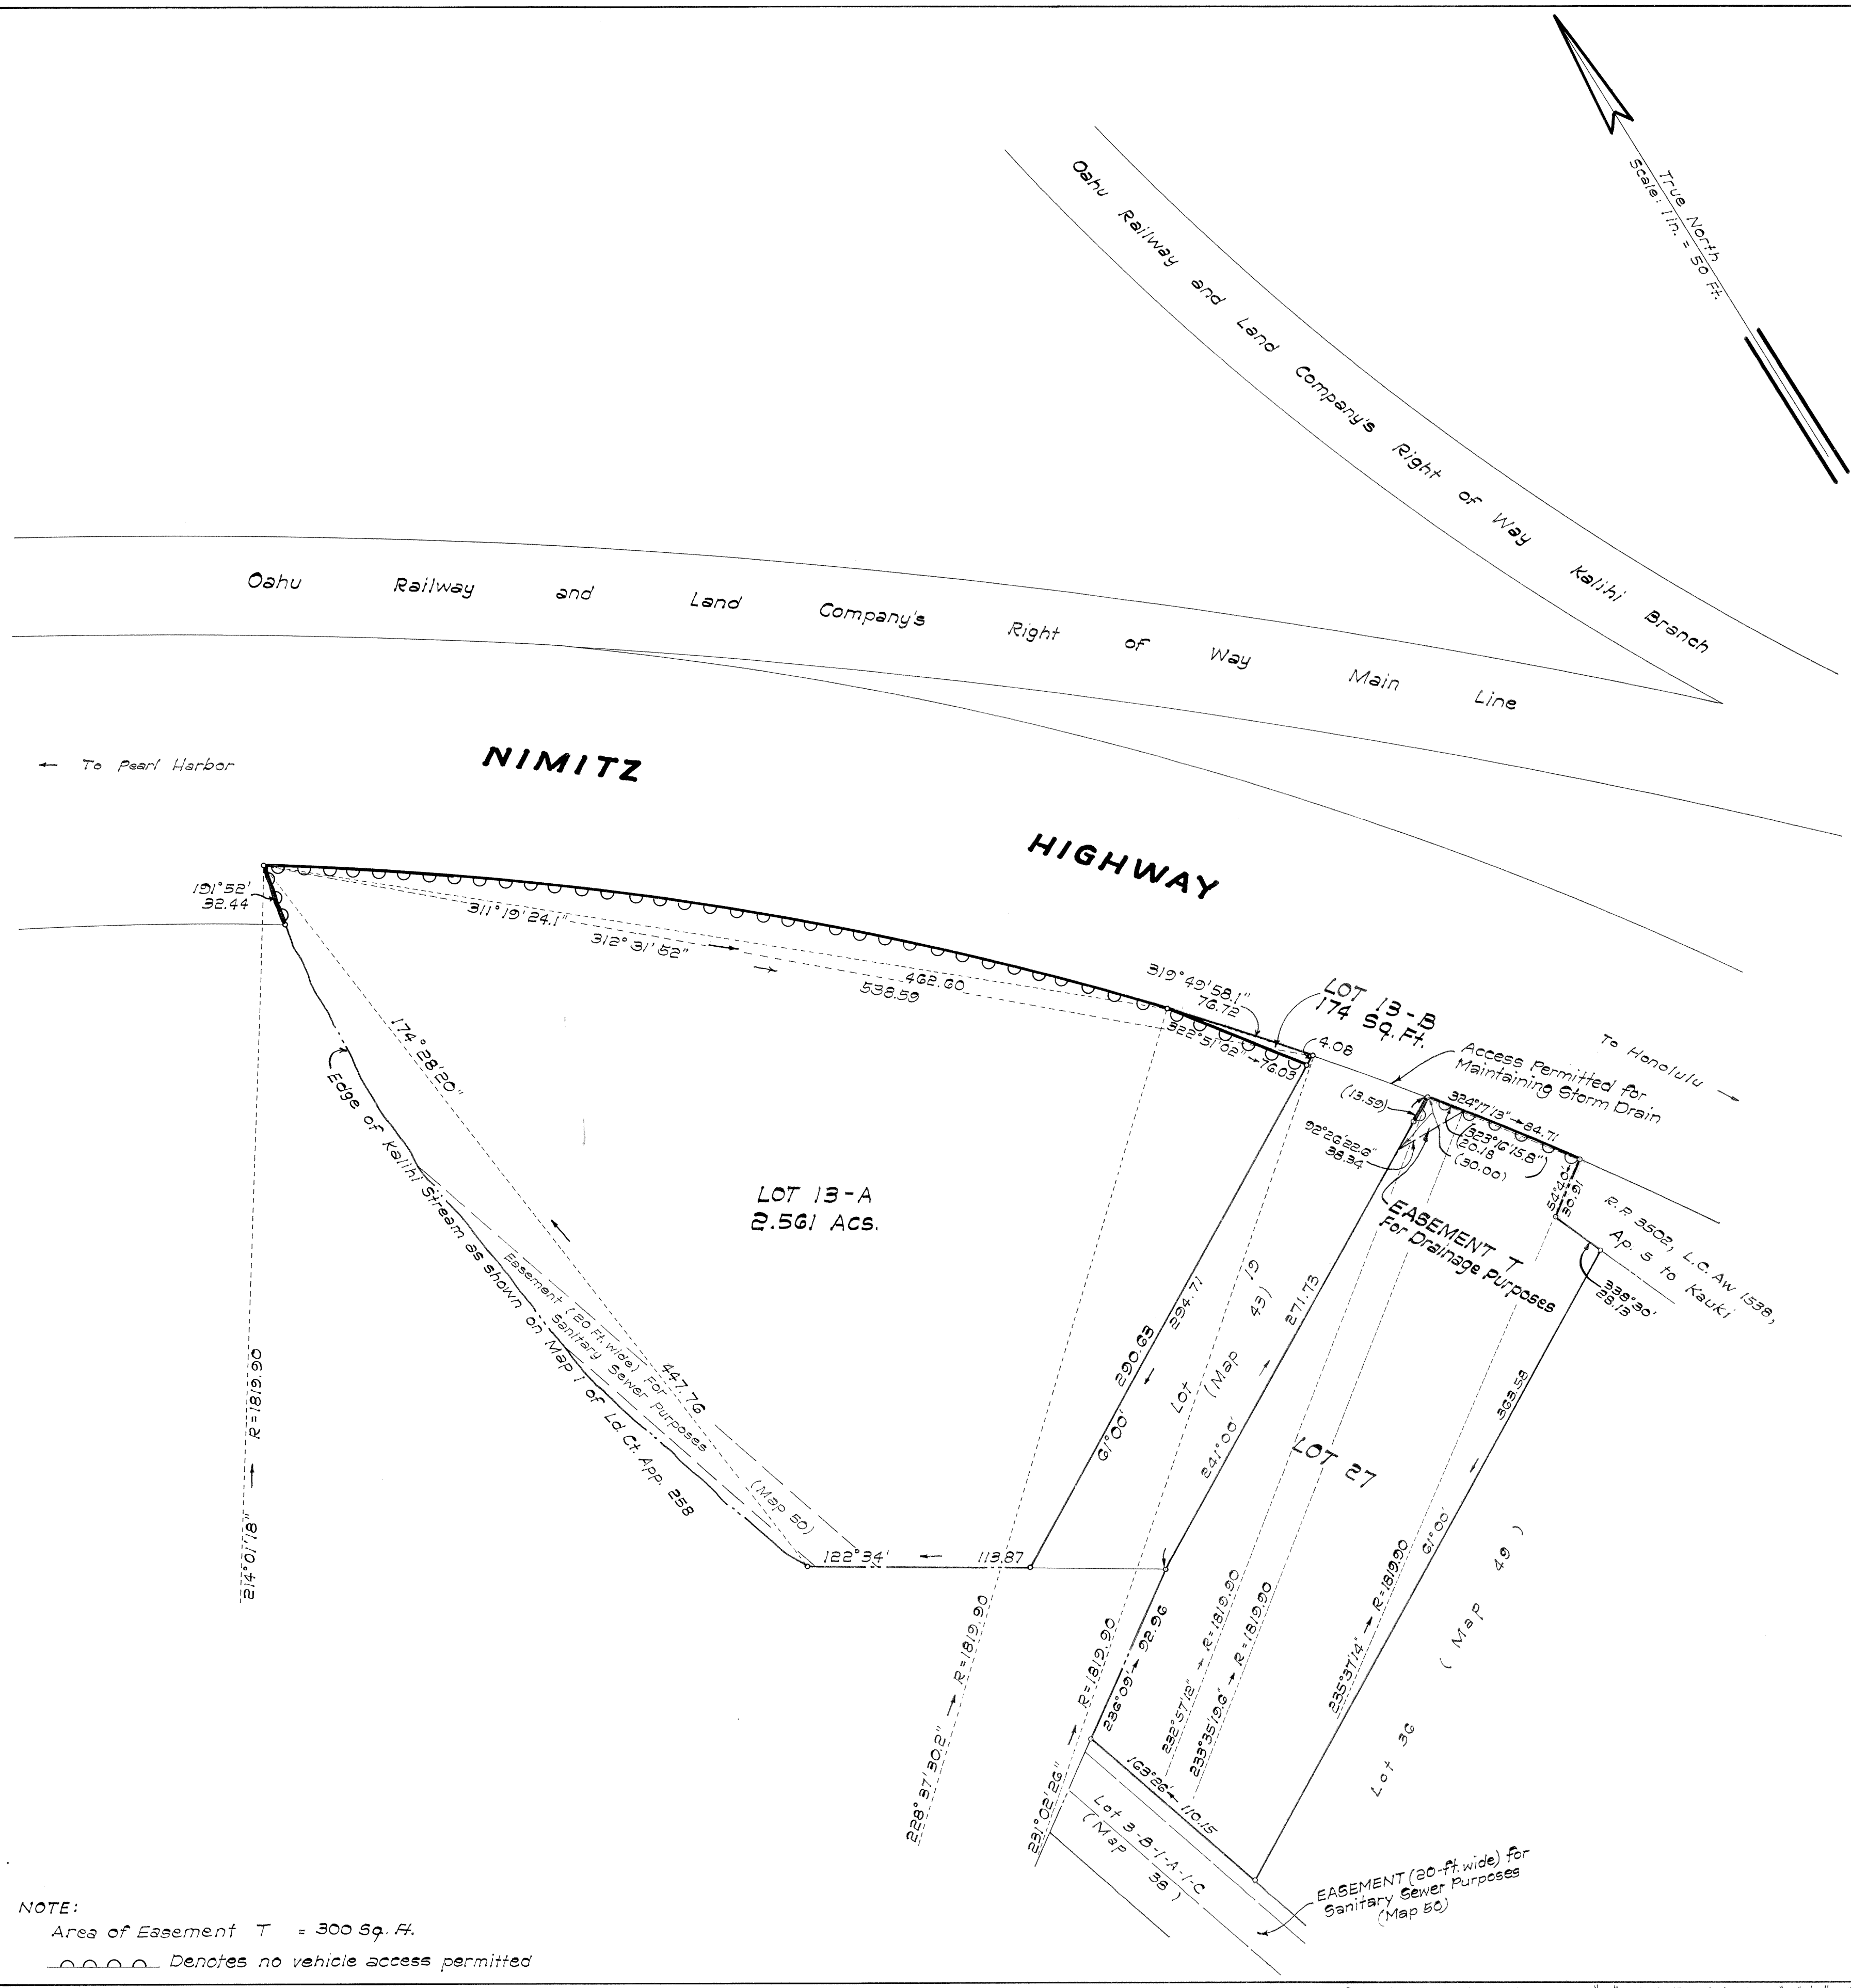 True North
Scale: 1 in. = 50 Ft.
Oahu Railway and Land Company's Right of Way Kalihi Branch
Oahu Railway and Land Company's Right of Way Main Line
← To Pearl Harbor
NIMITZ HIGHWAY
191°52'
32.44
311°19'24.1"
462.60
312°31'52"
538.59
319°49'58.1"
76.72
LOT 13-B
174 Sq. Ft.
322°51'02" → 76.03
4.08
To Honolulu →
Access Permitted for
Maintaining Storm Drain
(13.59)
324°17'13" → 84.71
(323°16'15.8")
20.18
(30.00)
92°26'22.6"
38.34
54°40'
30.91
EASEMENT T
For Drainage Purposes
R. P. 3502, L.C. Aw 1538,
Ap. 5 to Kauki
338°30'
28.13
174°28'20"
447.76
Edge of Kalihi Stream as shown on Map 1 of Ld. Ct. App. 258
LOT 13-A
2.561 Acs.
Easement (20 Ft. wide) For
Sanitary Sewer Purposes
(Map 50)
214°01'18" → R=1819.90
61°00'
290.63
294.71
Lot 19
(Map 43)
241°00'
271.73
LOT 27
363.58
61°00'
122°34' ← 113.87
228°37'30.2" → R=1819.90
231°02'26" → R=1819.90
236°09' → 92.96
232°57'12" → R=1819.90
233°35'19.6" → R=1819.90
235°37'14" → R=1819.90
Lot 36 (Map 49)
163°26' ← 110.15
Lot 3-B-1-A-1-C
(Map 38)
EASEMENT (20-ft. wide) for
Sanitary Sewer Purposes
(Map 50)
NOTE:
Area of Easement T = 300 Sq. Ft.
Denotes no vehicle access permitted